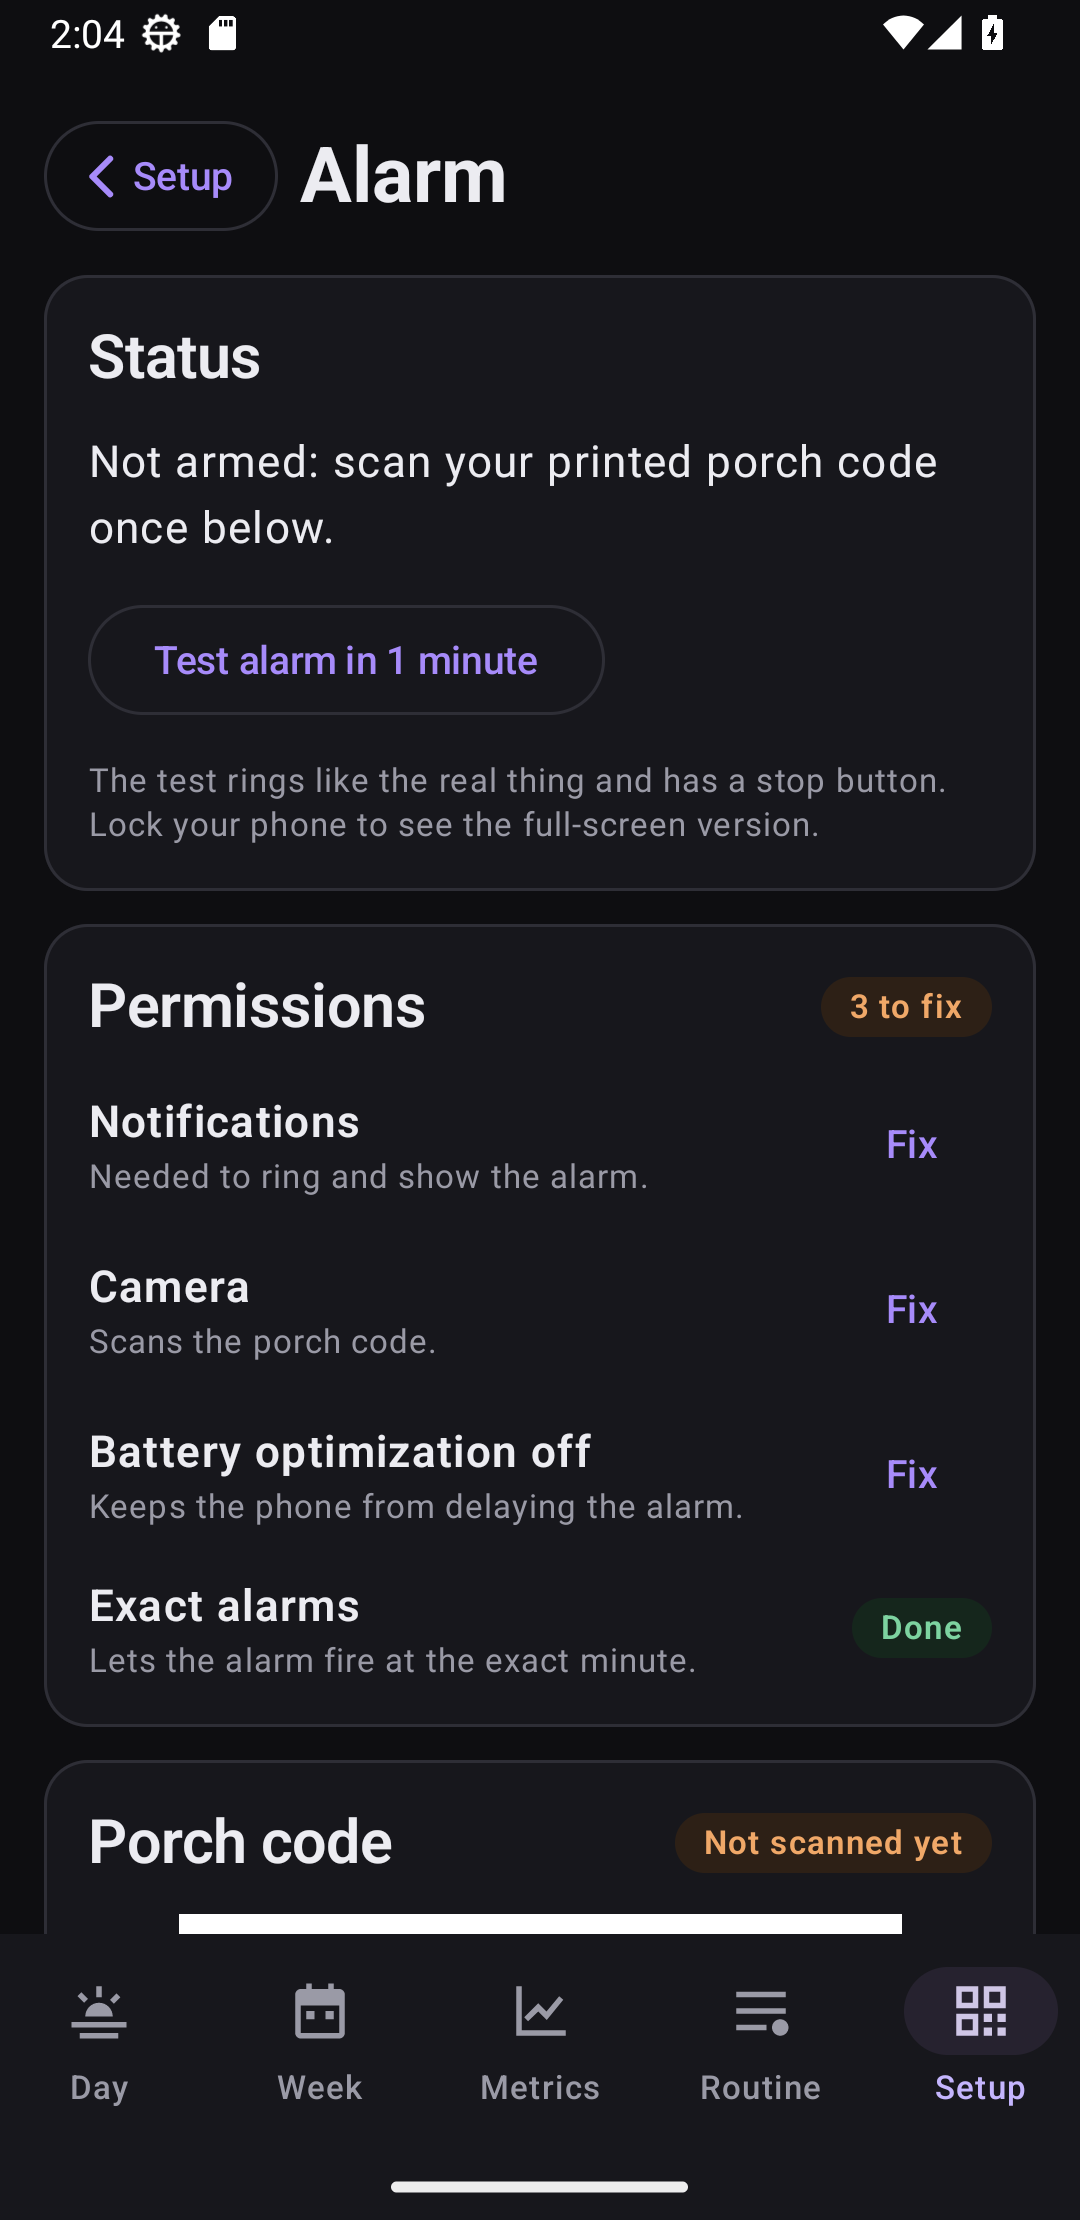 2:04
Setup
Alarm
Status
Not armed: scan your printed porch code
once below.
Test alarm in 1 minute
The test rings like the real thing and has a stop button.
Lock your phone to see the full-screen version.
Permissions
3 to fix
Notifications
Needed to ring and show the alarm.
Fix
Camera
Scans the porch code.
Fix
Battery optimization off
Keeps the phone from delaying the alarm.
Fix
Exact alarms
Lets the alarm fire at the exact minute.
Done
Porch code
Not scanned yet
Day
Week
Metrics
Routine
Setup